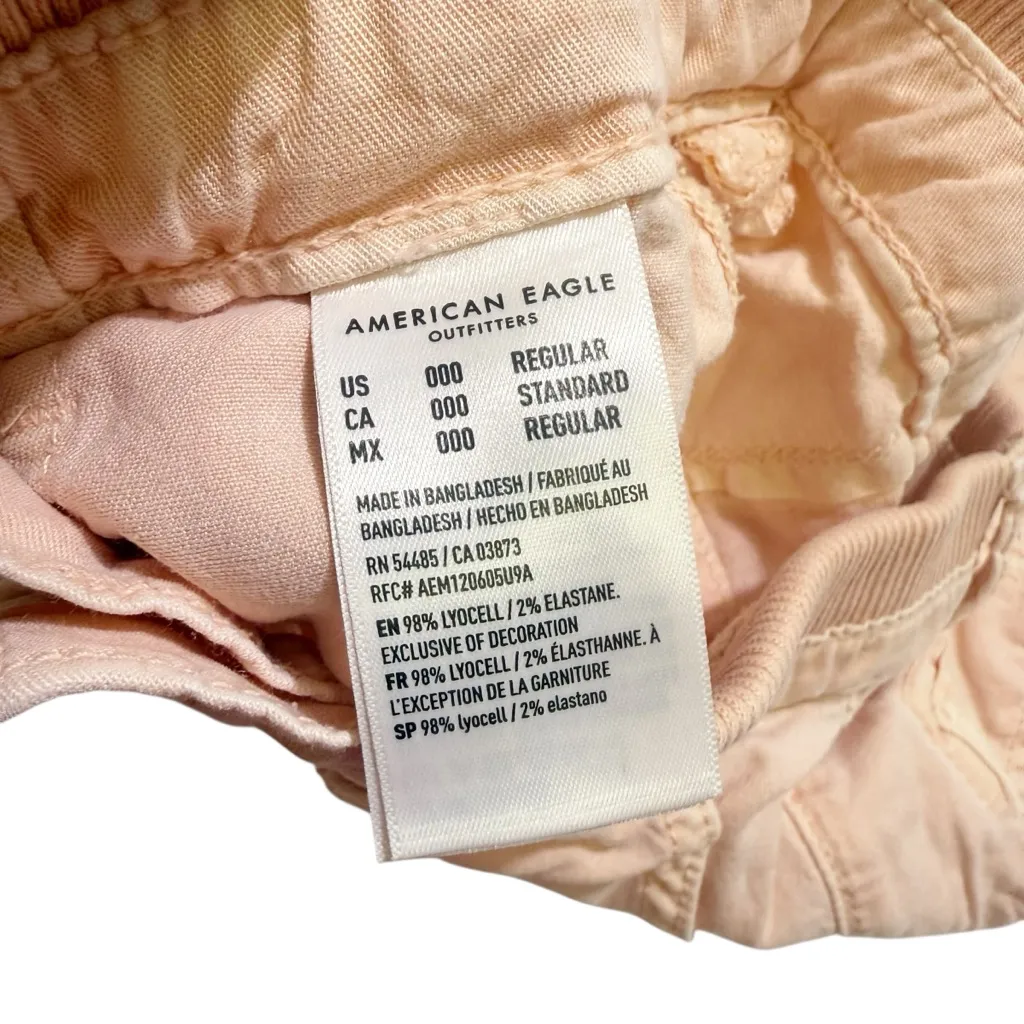 AMERICAN EAGLE
OUTFITTERS
US 000 REGULAR
CA 000 STANDARD
MX 000 REGULAR
MADE IN BANGLADESH / FABRIQUÉ AU
BANGLADESH / HECHO EN BANGLADESH
RN 54485 / CA 03873
RFC# AEM120605U9A
EN 98% LYOCELL / 2% ELASTANE.
EXCLUSIVE OF DECORATION
FR 98% LYOCELL / 2% ÉLASTHANNE. À
L'EXCEPTION DE LA GARNITURE
SP 98% lyocell / 2% elastano